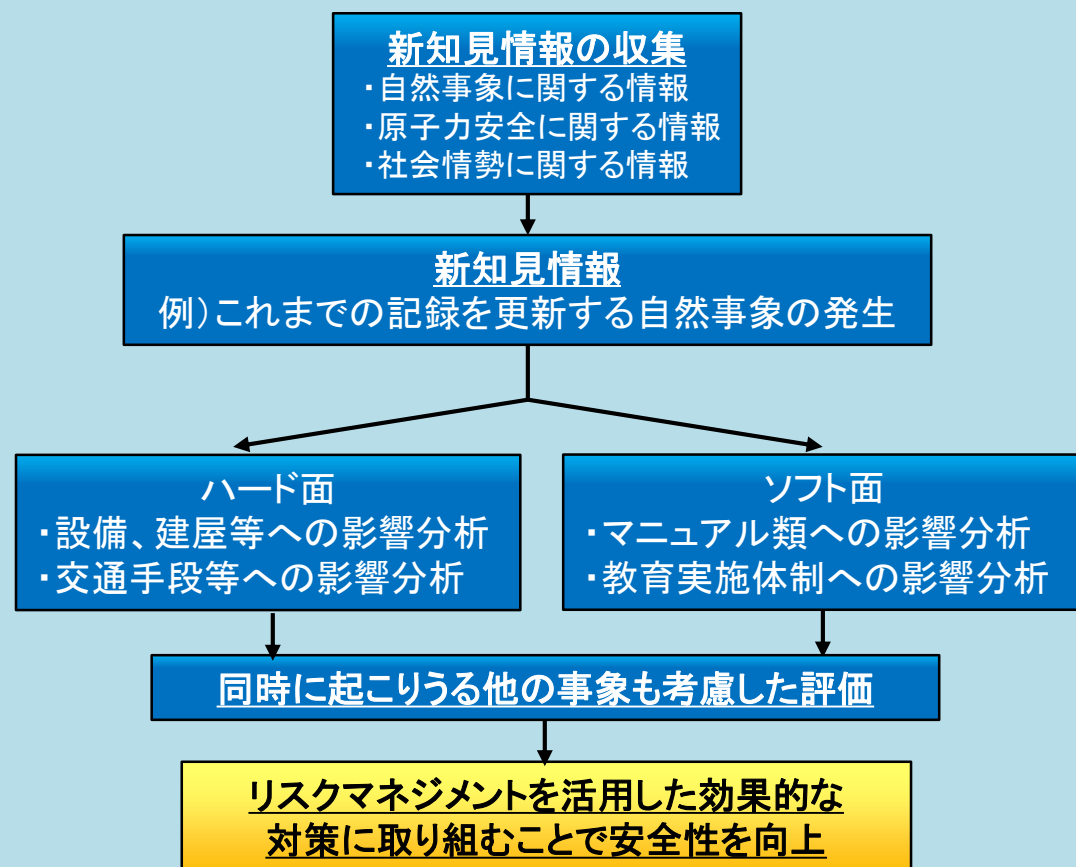 新知見情報の収集
・自然事象に関する情報
・原子力安全に関する情報
・社会情勢に関する情報
新知見情報
例）これまでの記録を更新する自然事象の発生
ハード面
・設備、建屋等への影響分析
・交通手段等への影響分析
ソフト面
・マニュアル類への影響分析
・教育実施体制への影響分析
同時に起こりうる他の事象も考慮した評価
リスクマネジメントを活用した効果的な
対策に取り組むことで安全性を向上